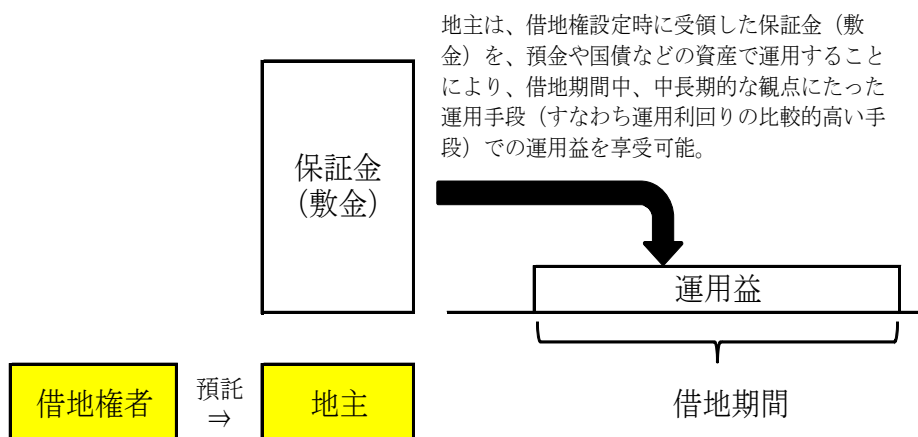 地主は、借地権設定時に受領した保証金（敷
金）を、預金や国債などの資産で運用すること
により、借地期間中、中長期的な観点にたった
運用手段（すなわち運用利回りの比較的高い手
段）での運用益を享受可能。
保証金
（敷金）
運用益
借地権者
預託
⇒
地主
借地期間